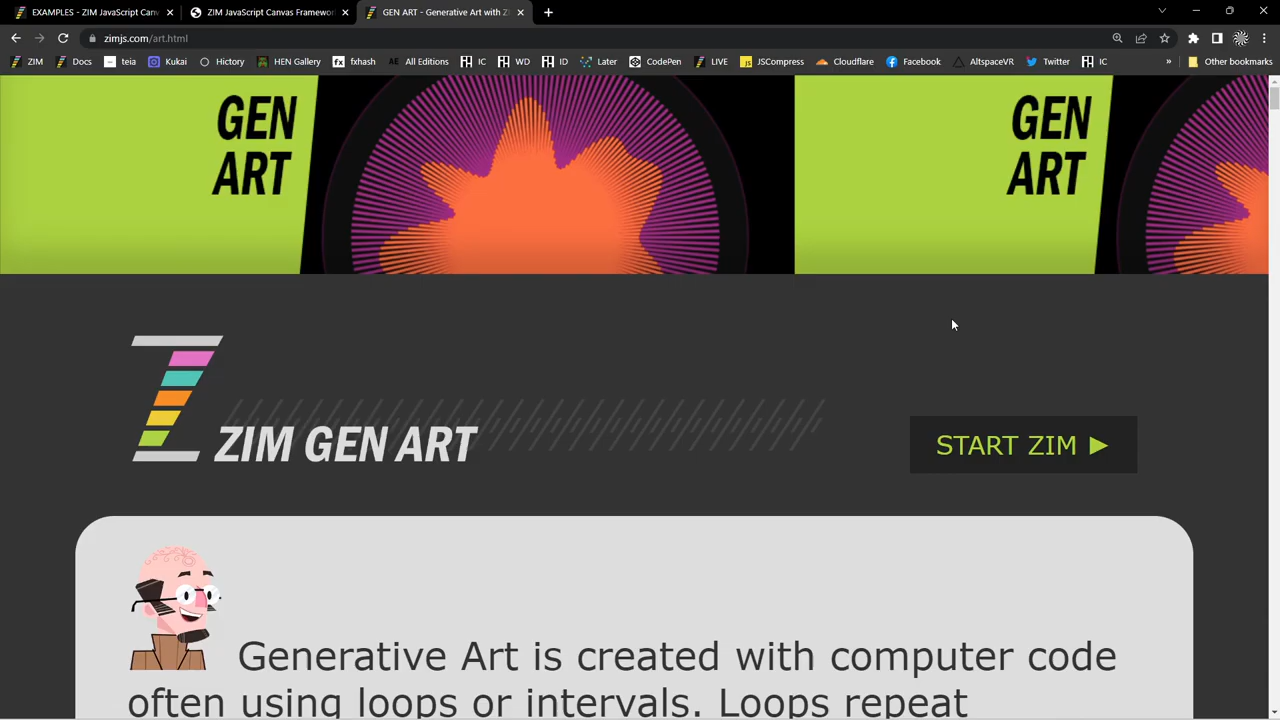 EXAMPLES - ZIM JavaScript Canv
ZIM JavaScript Canvas Framewor
GEN ART - Generative Art with Z
zimjs.com/art.html
ZIM
Docs
teia
Kukai
Hictory
HEN Gallery
fx fxhash
AE All Editions
IC
WD
ID
Later
CodePen
LIVE
JS JSCompress
Cloudflare
Facebook
AltspaceVR
Twitter
IC
»
Other bookmarks
GEN
ART
GEN
ART
ZIM GEN ART
START ZIM ►
Generative Art is created with computer code
often using loops or intervals. Loops repeat